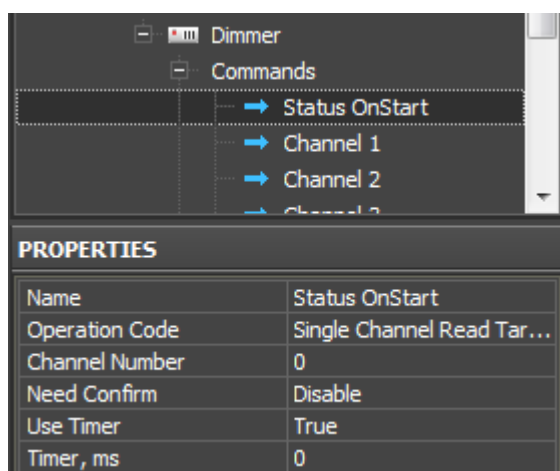 Dimmer
Commands
Status OnStart
Channel 1
Channel 2
PROPERTIES
Name Status OnStart
Operation Code Single Channel Read Tar...
Channel Number 0
Need Confirm Disable
Use Timer True
Timer, ms 0